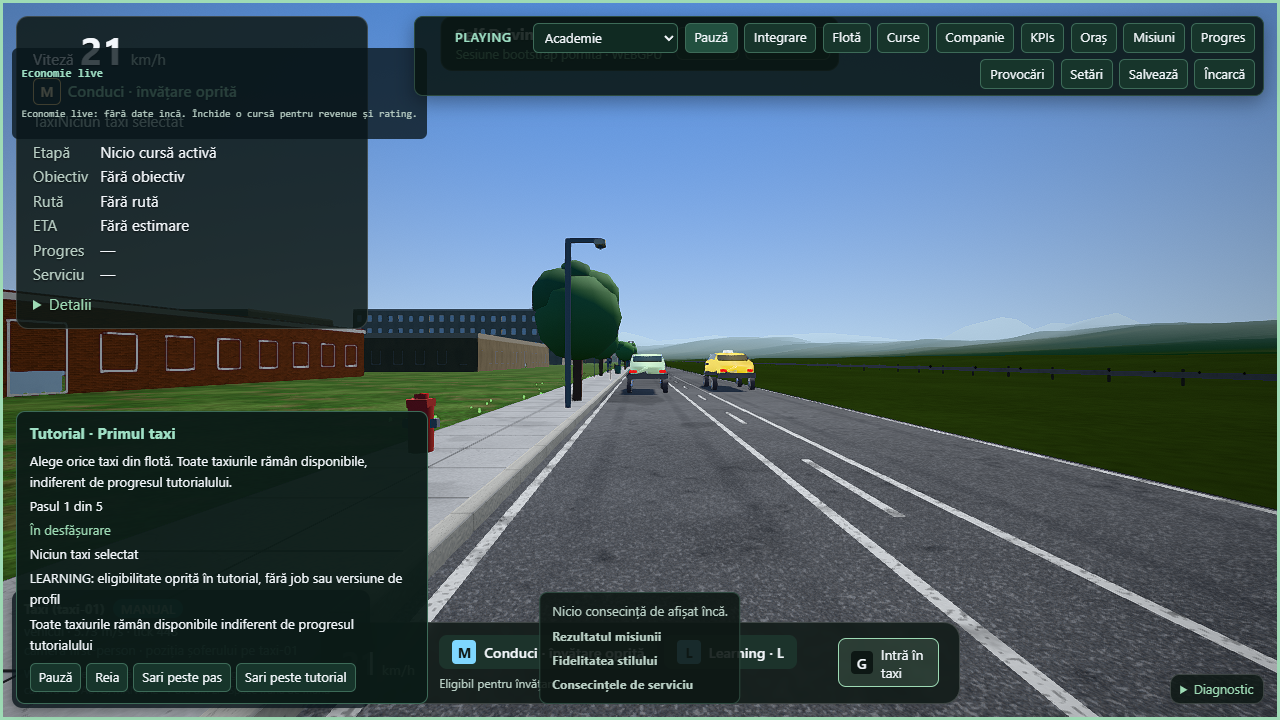 PLAYING
Academie
Pauză
Integrare
Flotă
Curse
Companie
KPIs
Oraș
Misiuni
Progres
Provocări
Setări
Salvează
Încarcă
Viteză 21 km/h
Economie live
M Conduci · învățare oprită
Economie live: fără date încă. Închide o cursă pentru revenue și rating.
Taxi Niciun taxi selectat
Etapă Nicio cursă activă
Obiectiv Fără obiectiv
Rută Fără rută
ETA Fără estimare
Progres —
Serviciu —
Detalii
Tutorial · Primul taxi
Alege orice taxi din flotă. Toate taxiurile rămân disponibile,
indiferent de progresul tutorialului.
Pasul 1 din 5
În desfășurare
Niciun taxi selectat
LEARNING: eligibilitate oprită în tutorial, fără job sau versiune de
profil
Toate taxiurile rămân disponibile indiferent de progresul
tutorialului
Pauză
Reia
Sari peste pas
Sari peste tutorial
km/h
M Conduci
L Learning · L
Eligibil pentru
Nicio consecință de afișat încă.
Rezultatul misiunii
Fidelitatea stilului
Consecințele de serviciu
G Intră în
taxi
Diagnostic